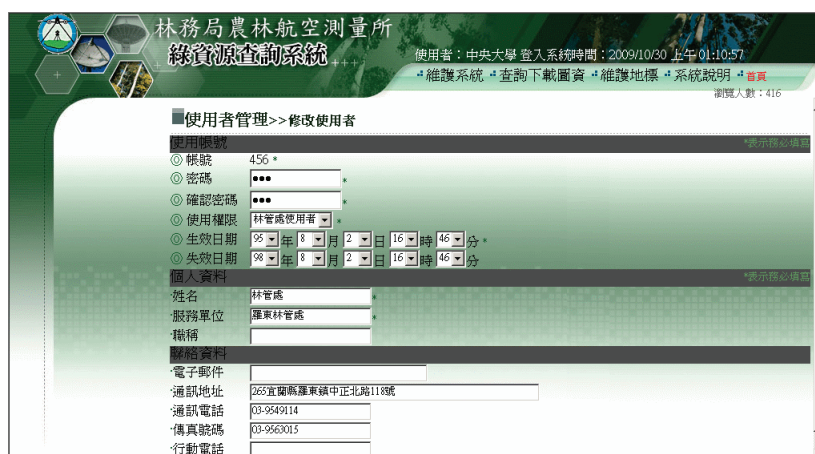 林務局農林航空測量所
綠資源查詢系統
使用者：中央大學 登入系統時間：2009/10/30 上午 01:10:57
維護系統 查詢下載圖資 維護地標 系統說明 首頁
瀏覽人數：416
使用者管理>>修改使用者
使用帳號 *表示務必填寫
◎ 帳號 456 *
◎ 密碼 ●●● *
◎ 確認密碼 ●●● *
◎ 使用權限 林管處使用者 *
◎ 生效日期 95 年 8 月 2 日 16 時 46 分 *
◎ 失效日期 98 年 8 月 2 日 16 時 46 分
個人資料 *表示務必填寫
·姓名 林管處 *
·服務單位 羅東林管處 *
·職稱
聯絡資料
·電子郵件
·通訊地址 265宜蘭縣羅東鎮中正北路118號
·通訊電話 03-9549114
·傳真號碼 03-9563015
·行動電話